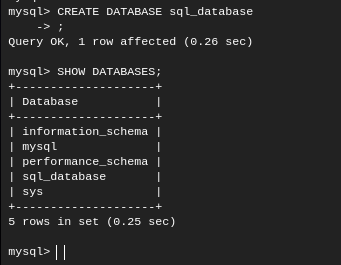 mysql> CREATE DATABASE sql_database
    -> ;
Query OK, 1 row affected (0.26 sec)
mysql> SHOW DATABASES;
+--------------------+
| Database           |
+--------------------+
| information_schema |
| mysql              |
| performance_schema |
| sql_database       |
| sys                |
+--------------------+
5 rows in set (0.25 sec)
mysql>